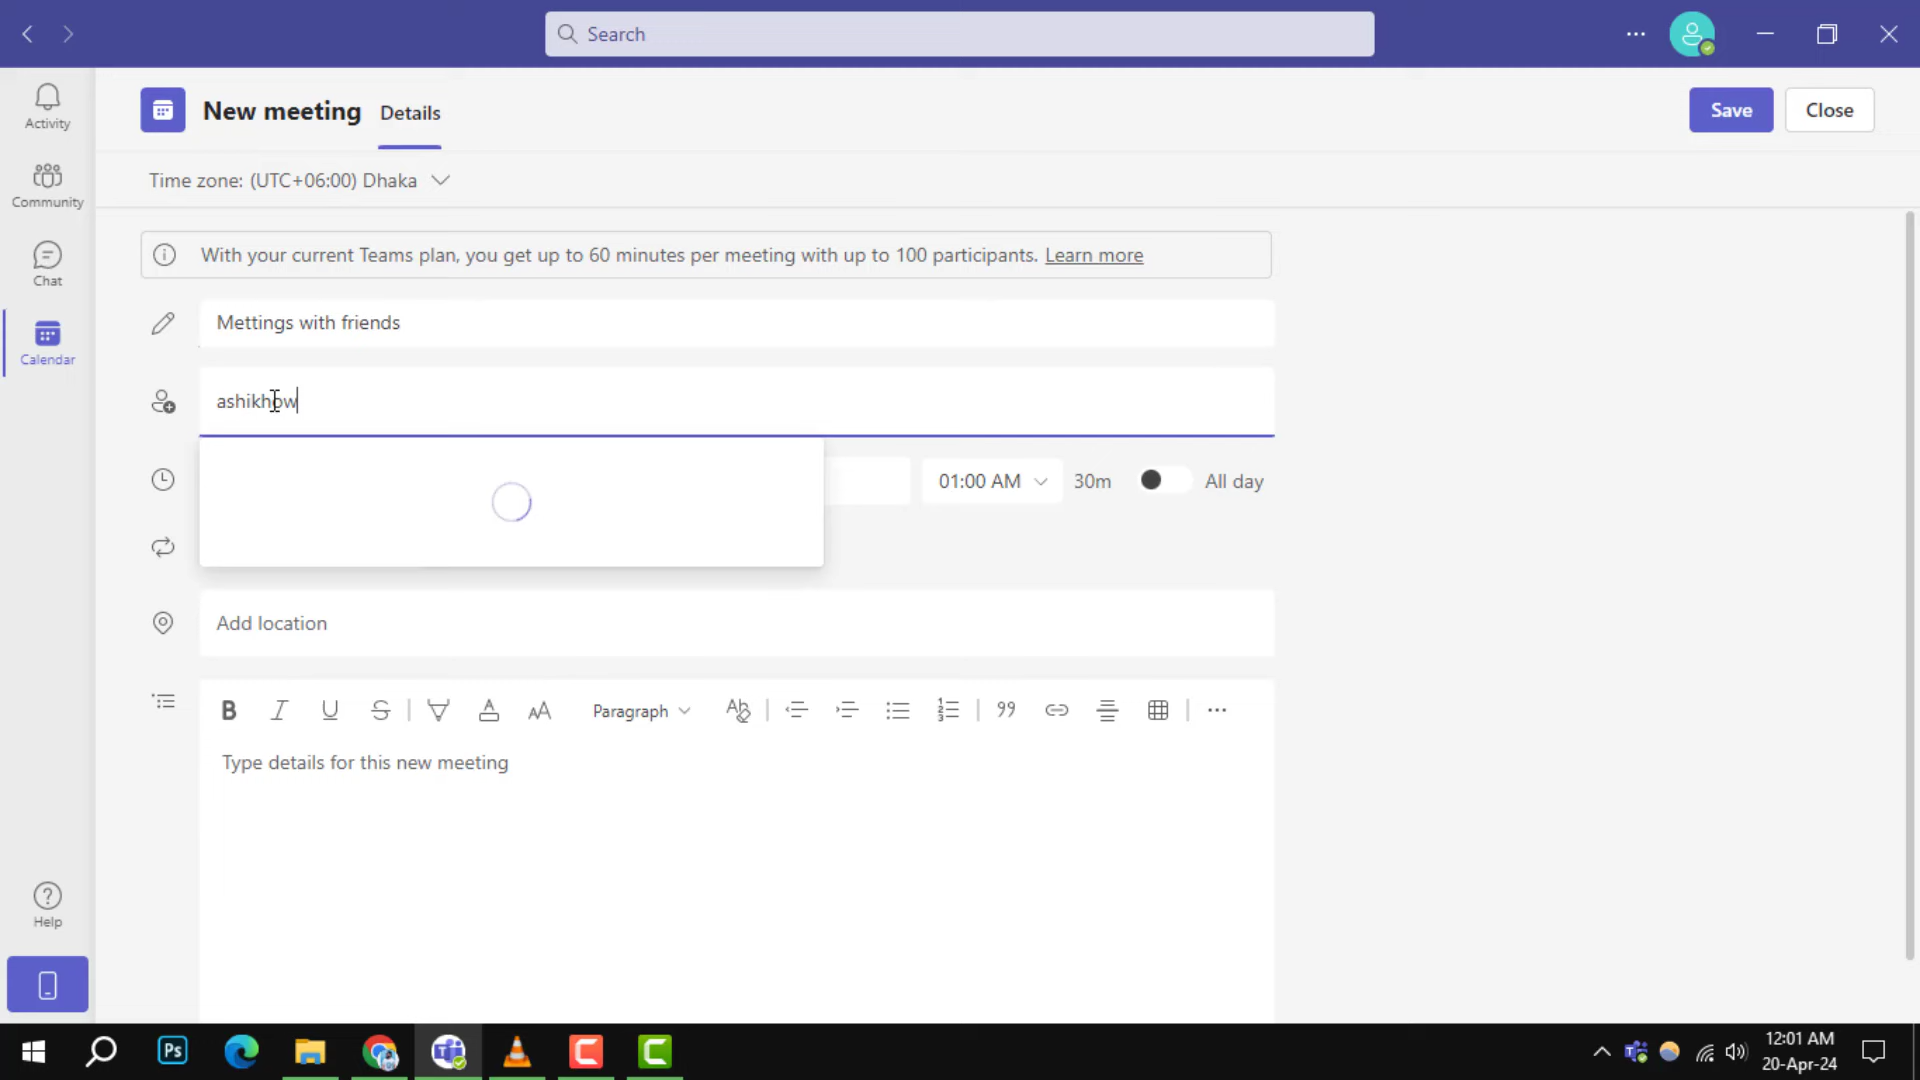 Search
Activity
Community
Chat
Calendar
Help
New meeting
Details
Save
Close
Time zone: (UTC+06:00) Dhaka
With your current Teams plan, you get up to 60 minutes per meeting with up to 100 participants. Learn more
Mettings with friends
ashikhow
01:00 AM
30m
All day
Add location
Paragraph
Type details for this new meeting
Ps
12:01 AM
20-Apr-24